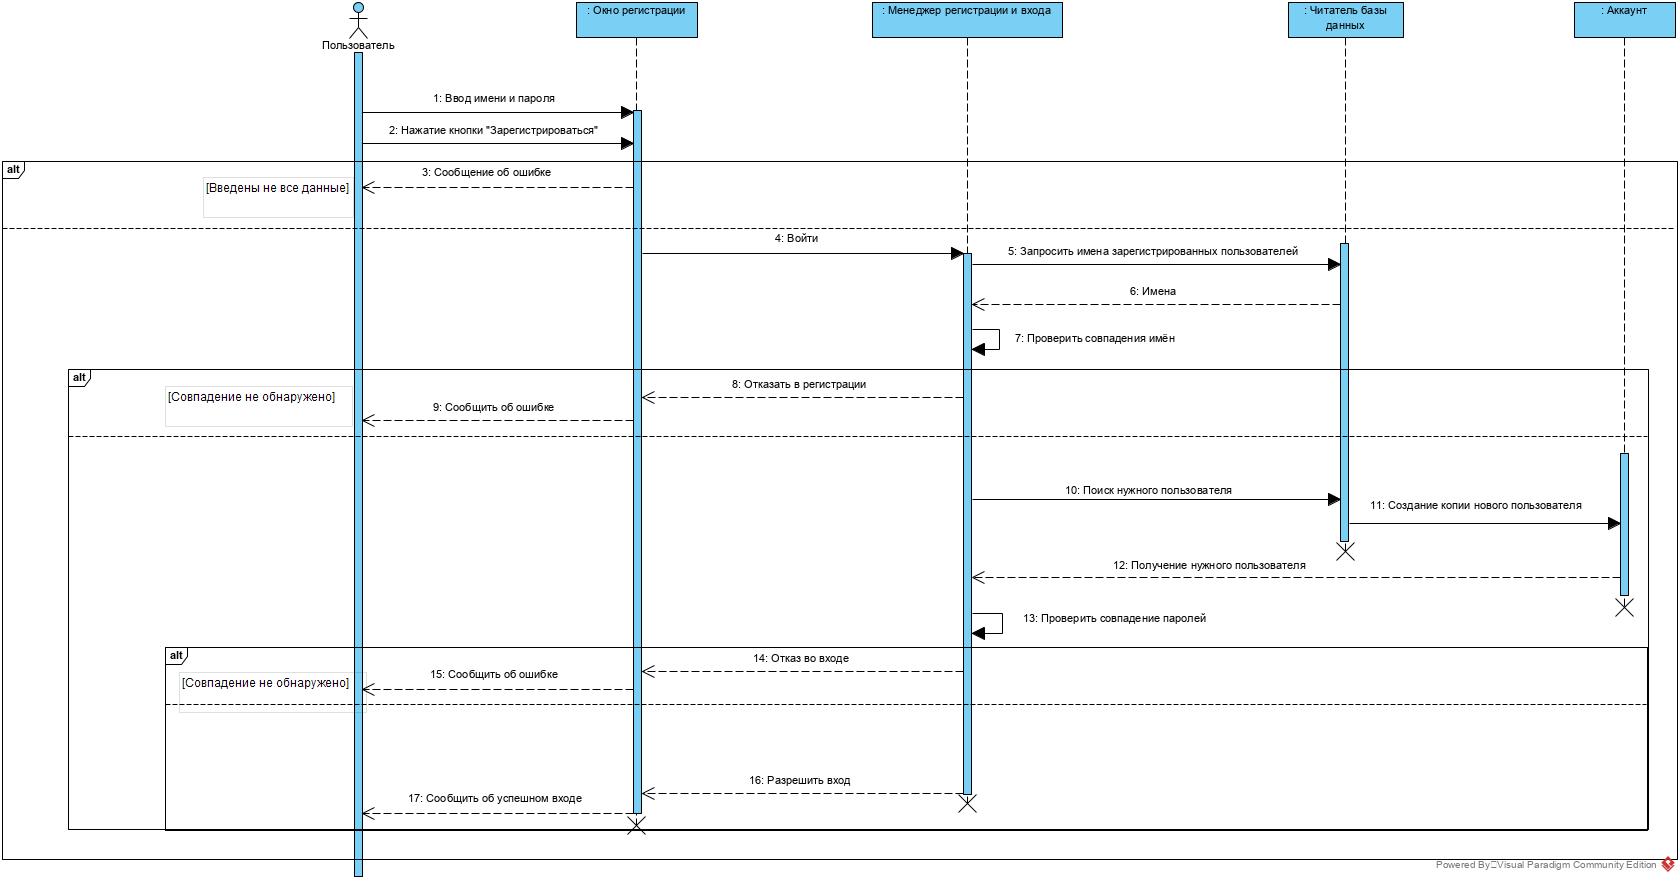 Пользователь
: Окно регистрации
: Менеджер регистрации и входа
: Читатель базы
данных
: Аккаунт
1: Ввод имени и пароля
2: Нажатие кнопки "Зарегистрироваться"
alt
3: Сообщение об ошибке
[Введены не все данные]
4: Войти
5: Запросить имена зарегистрированных пользователей
6: Имена
7: Проверить совпадения имён
alt
8: Отказать в регистрации
[Совпадение не обнаружено]
9: Сообщить об ошибке
10: Поиск нужного пользователя
11: Создание копии нового пользователя
12: Получение нужного пользователя
13: Проверить совпадение паролей
alt
14: Отказ во входе
15: Сообщить об ошибке
[Совпадение не обнаружено]
16: Разрешить вход
17: Сообщить об успешном входе
Powered By Visual Paradigm Community Edition